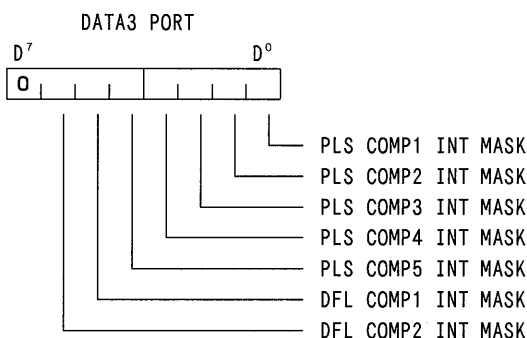 DATA3 PORT
D7 D0
0
PLS COMP1 INT MASK
PLS COMP2 INT MASK
PLS COMP3 INT MASK
PLS COMP4 INT MASK
PLS COMP5 INT MASK
DFL COMP1 INT MASK
DFL COMP2 INT MASK